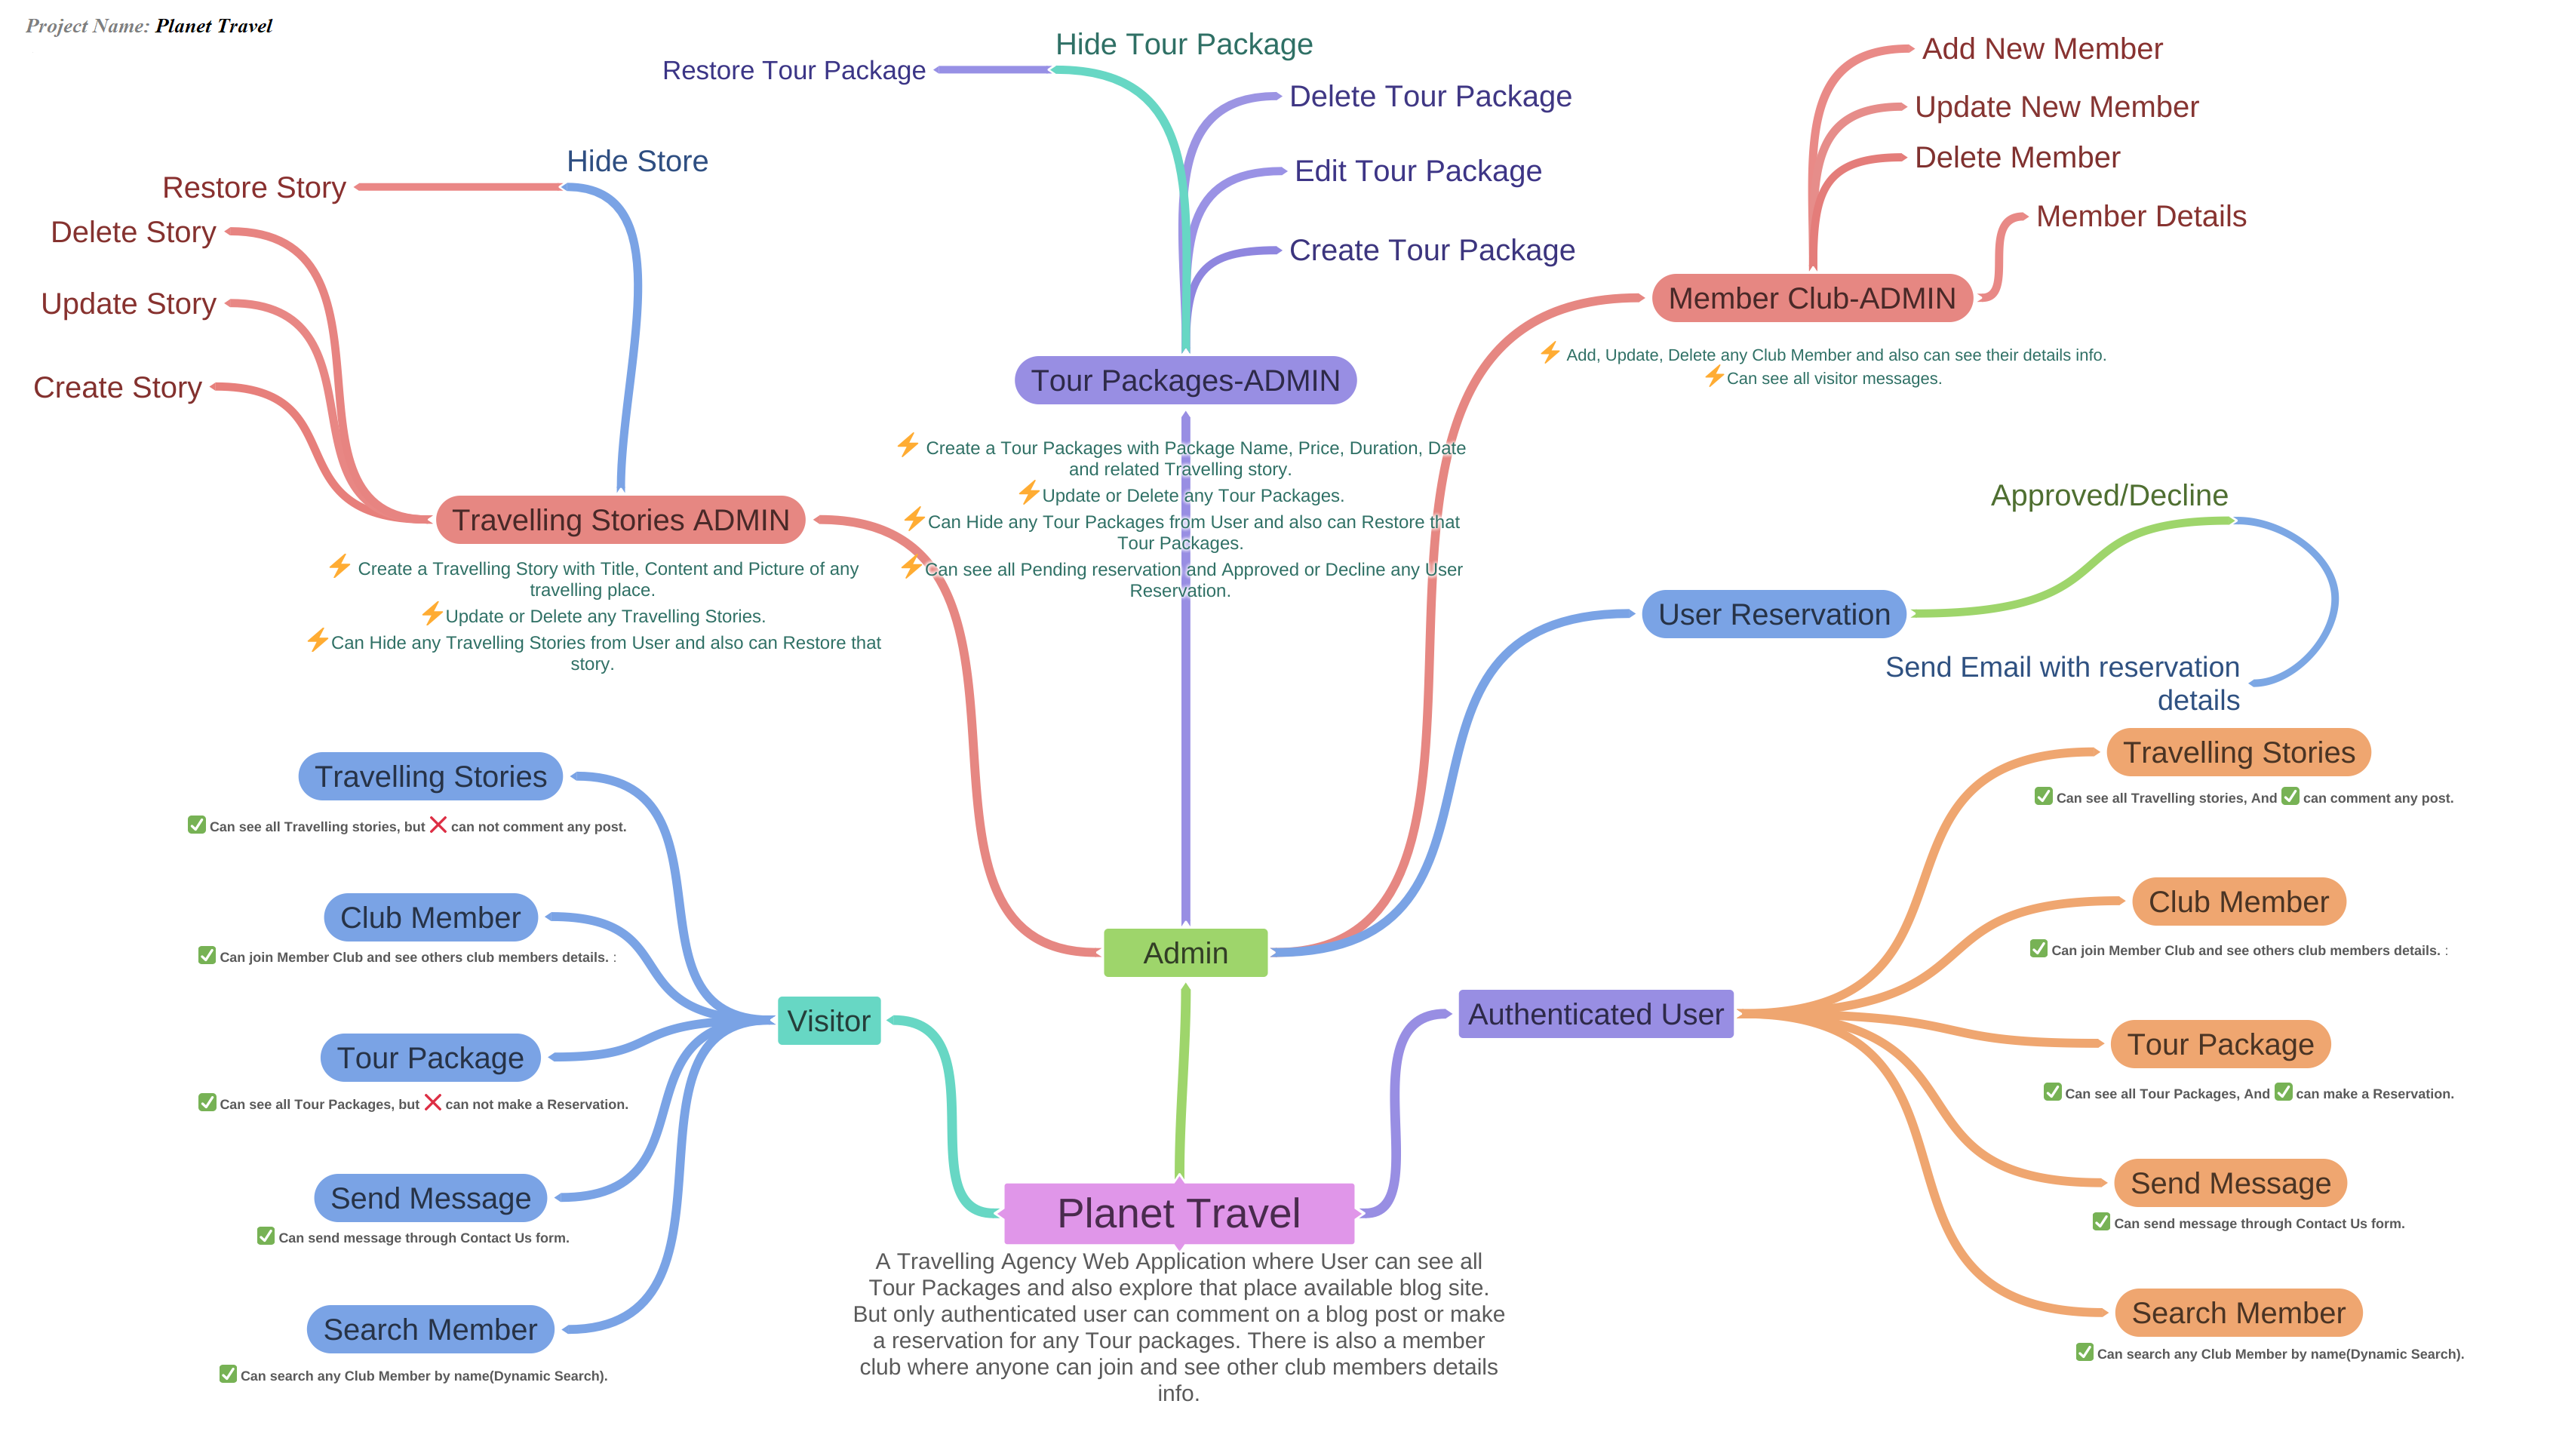 Project Name: Planet Travel
Hide Tour Package
Restore Tour Package
Delete Tour Package
Edit Tour Package
Create Tour Package
Add New Member
Update New Member
Delete Member
Member Details
Hide Store
Restore Story
Delete Story
Update Story
Create Story
Member Club-ADMIN
⚡ Add, Update, Delete any Club Member and also can see their details info.
⚡Can see all visitor messages.
Tour Packages-ADMIN
⚡ Create a Tour Packages with Package Name, Price, Duration, Date
and related Travelling story.
⚡Update or Delete any Tour Packages.
⚡Can Hide any Tour Packages from User and also can Restore that
Tour Packages.
⚡Can see all Pending reservation and Approved or Decline any User
Reservation.
Travelling Stories ADMIN
⚡ Create a Travelling Story with Title, Content and Picture of any
travelling place.
⚡Update or Delete any Travelling Stories.
⚡Can Hide any Travelling Stories from User and also can Restore that
story.
Approved/Decline
User Reservation
Send Email with reservation
details
Travelling Stories
✅ Can see all Travelling stories, but ❌ can not comment any post.
Club Member
✅ Can join Member Club and see others club members details. :
Tour Package
✅ Can see all Tour Packages, but ❌ can not make a Reservation.
Send Message
✅ Can send message through Contact Us form.
Search Member
✅ Can search any Club Member by name(Dynamic Search).
Visitor
Admin
Authenticated User
Travelling Stories
✅ Can see all Travelling stories, And ✅ can comment any post.
Club Member
✅ Can join Member Club and see others club members details. :
Tour Package
✅ Can see all Tour Packages, And ✅ can make a Reservation.
Send Message
✅ Can send message through Contact Us form.
Search Member
✅ Can search any Club Member by name(Dynamic Search).
Planet Travel
A Travelling Agency Web Application where User can see all
Tour Packages and also explore that place available blog site.
But only authenticated user can comment on a blog post or make
a reservation for any Tour packages. There is also a member
club where anyone can join and see other club members details
info.